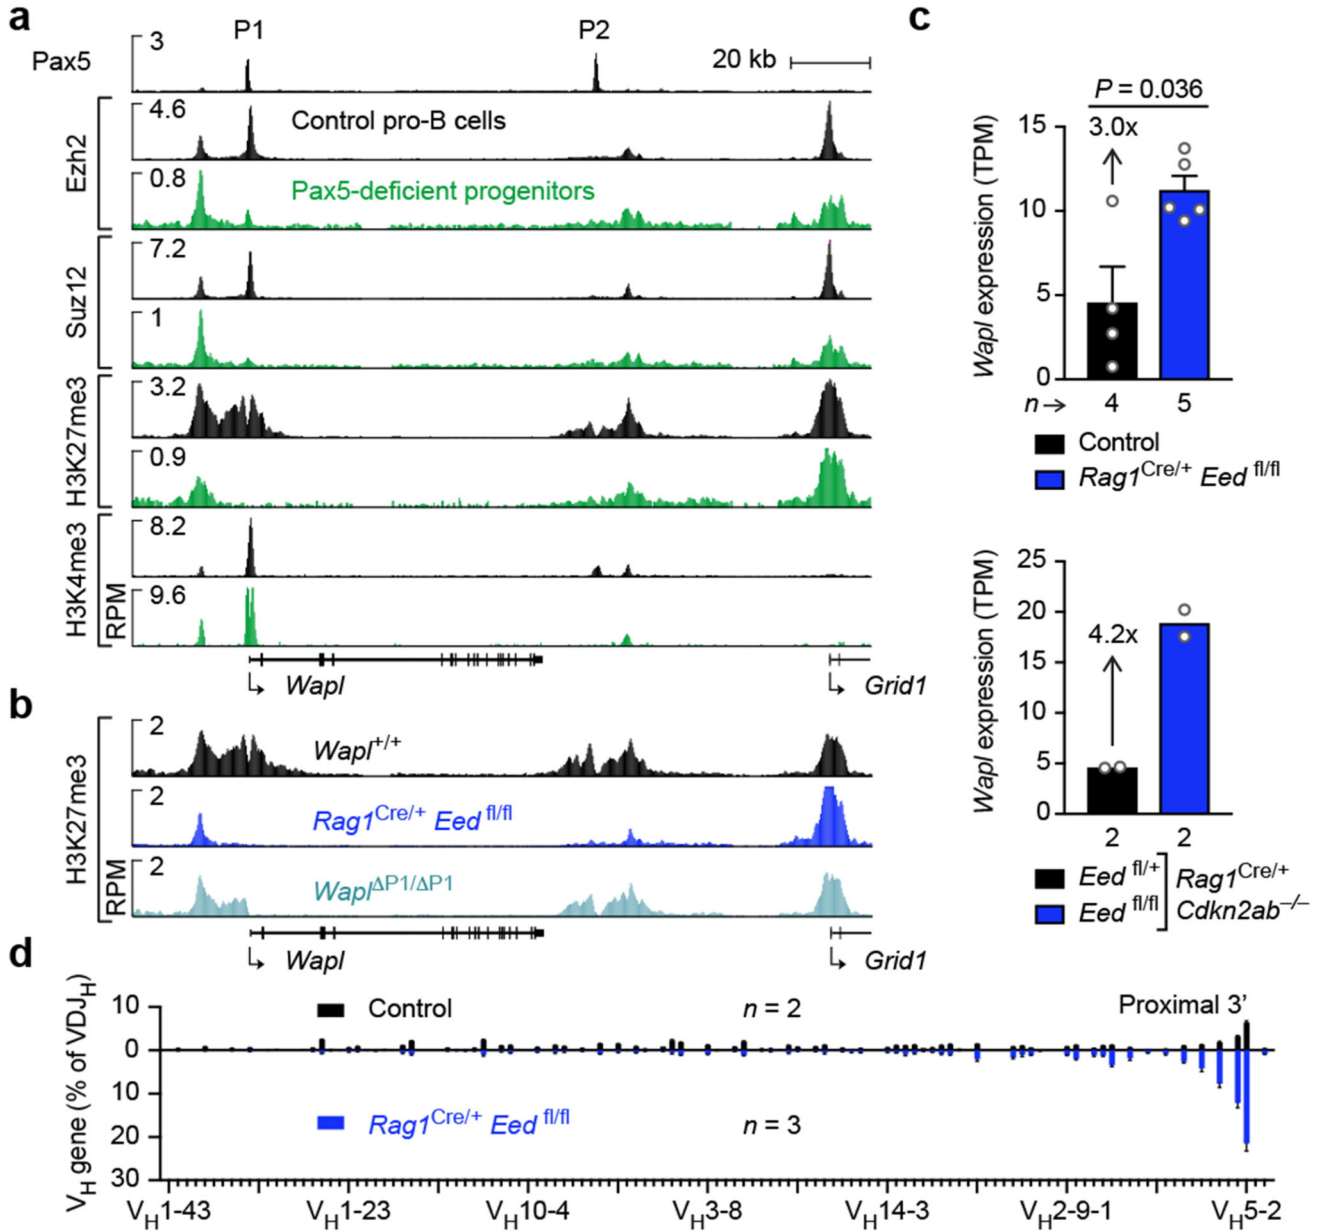 a
P1
P2
Pax5
3
20 kb
Ezh2
4.6
Control pro-B cells
0.8
Pax5-deficient progenitors
Suz12
7.2
1
H3K27me3
3.2
0.9
H3K4me3
RPM
8.2
9.6
Wapl
Grid1
b
H3K27me3
RPM
2
Wapl+/+
2
Rag1Cre/+ Eed fl/fl
2
WaplΔP1/ΔP1
Wapl
Grid1
c
P = 0.036
Wapl expression (TPM)
15
10
5
0
3.0x
n →
4
5
Control
Rag1Cre/+ Eed fl/fl
Wapl expression (TPM)
25
20
15
10
5
0
4.2x
2
2
Eed fl/+
Eed fl/fl
Rag1Cre/+
Cdkn2ab–/–
d
VH gene (% of VDJH)
10
0
10
20
30
Control
n = 2
Proximal 3’
Rag1Cre/+ Eed fl/fl
n = 3
VH1-43
VH1-23
VH10-4
VH3-8
VH14-3
VH2-9-1
VH5-2